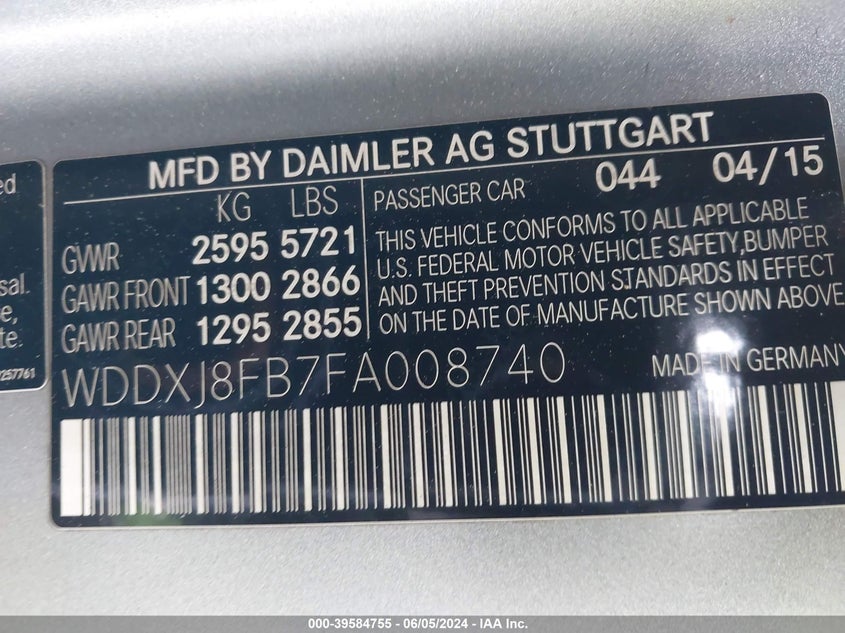 MFD BY DAIMLER AG STUTTGART
KG LBS
GVWR 2595 5721
GAWR FRONT 1300 2866
GAWR REAR 1295 2855
PASSENGER CAR 044 04/15
THIS VEHICLE CONFORMS TO ALL APPLICABLE
U.S. FEDERAL MOTOR VEHICLE SAFETY, BUMPER
AND THEFT PREVENTION STANDARDS IN EFFECT
ON THE DATE OF MANUFACTURE SHOWN ABOVE
WDDXJ8FB7FA008740
MADE IN GERMANY
000-39584755 - 06/05/2024 - IAA Inc.